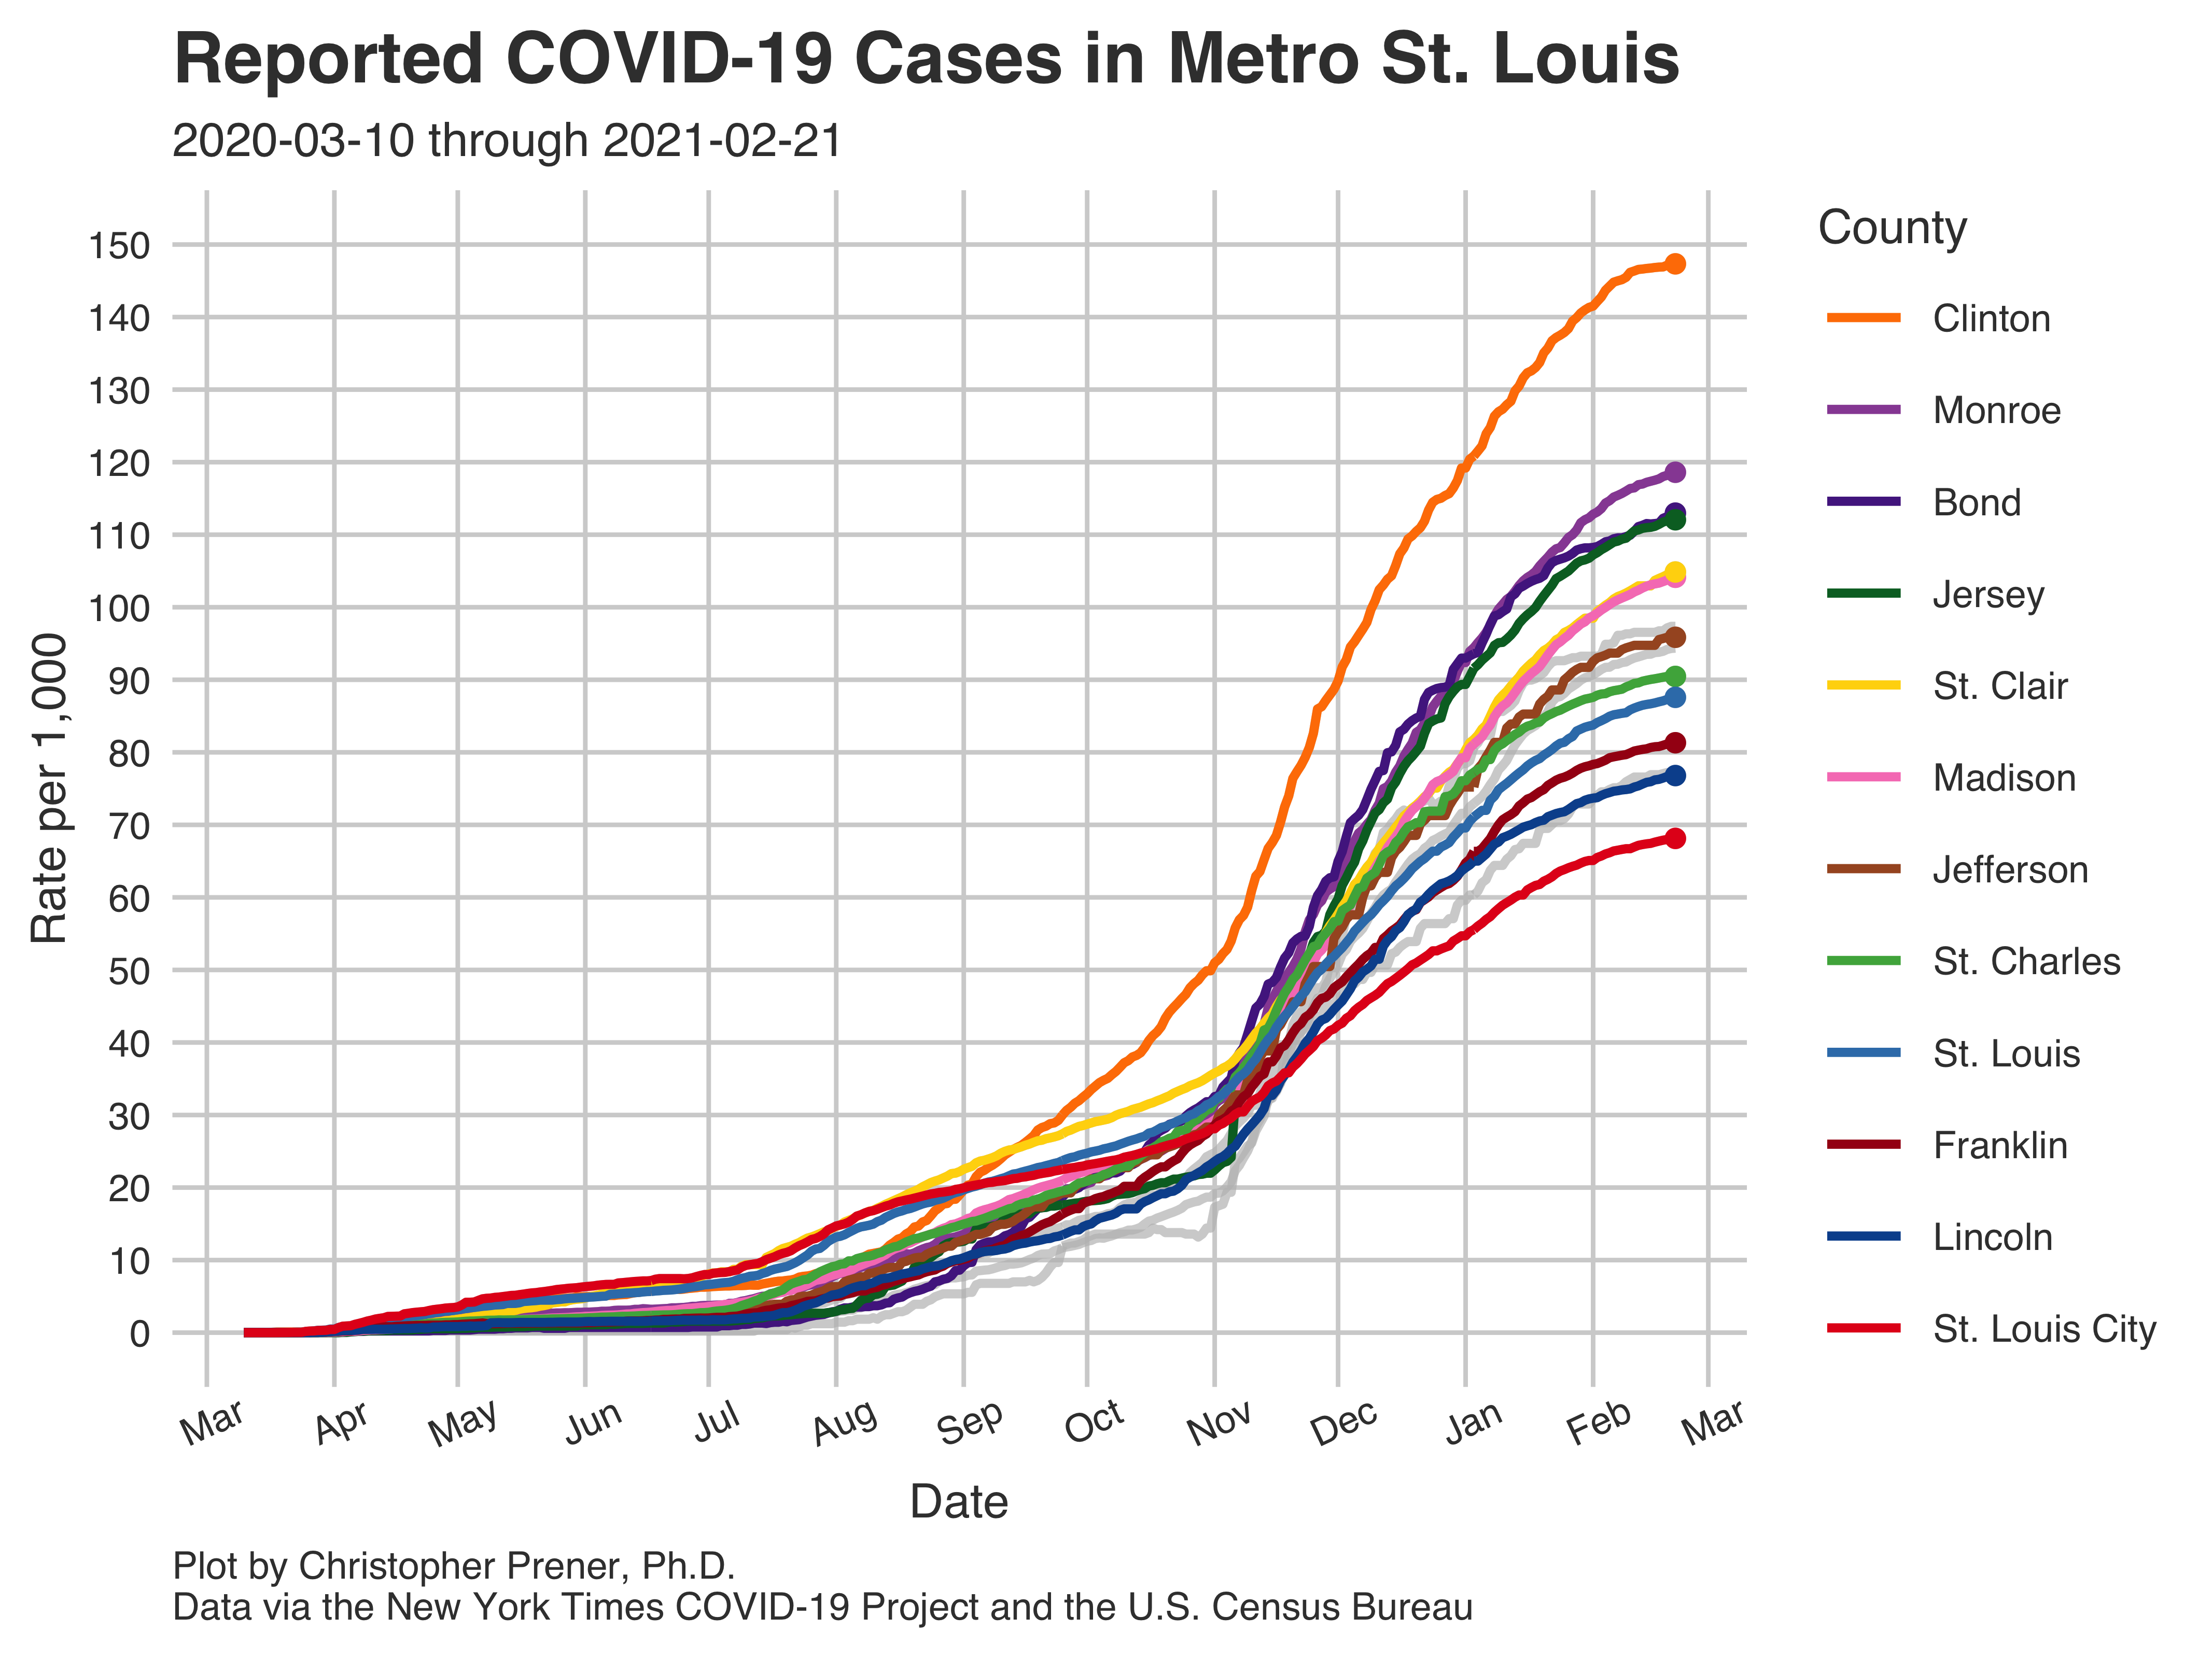 Reported COVID-19 Cases in Metro St. Louis
2020-03-10 through 2021-02-21
Rate per 1,000
150
140
130
120
110
100
90
80
70
60
50
40
30
20
10
0
Mar
Apr
May
Jun
Jul
Aug
Sep
Oct
Nov
Dec
Jan
Feb
Mar
Date
County
Clinton
Monroe
Bond
Jersey
St. Clair
Madison
Jefferson
St. Charles
St. Louis
Franklin
Lincoln
St. Louis City
Plot by Christopher Prener, Ph.D.
Data via the New York Times COVID-19 Project and the U.S. Census Bureau